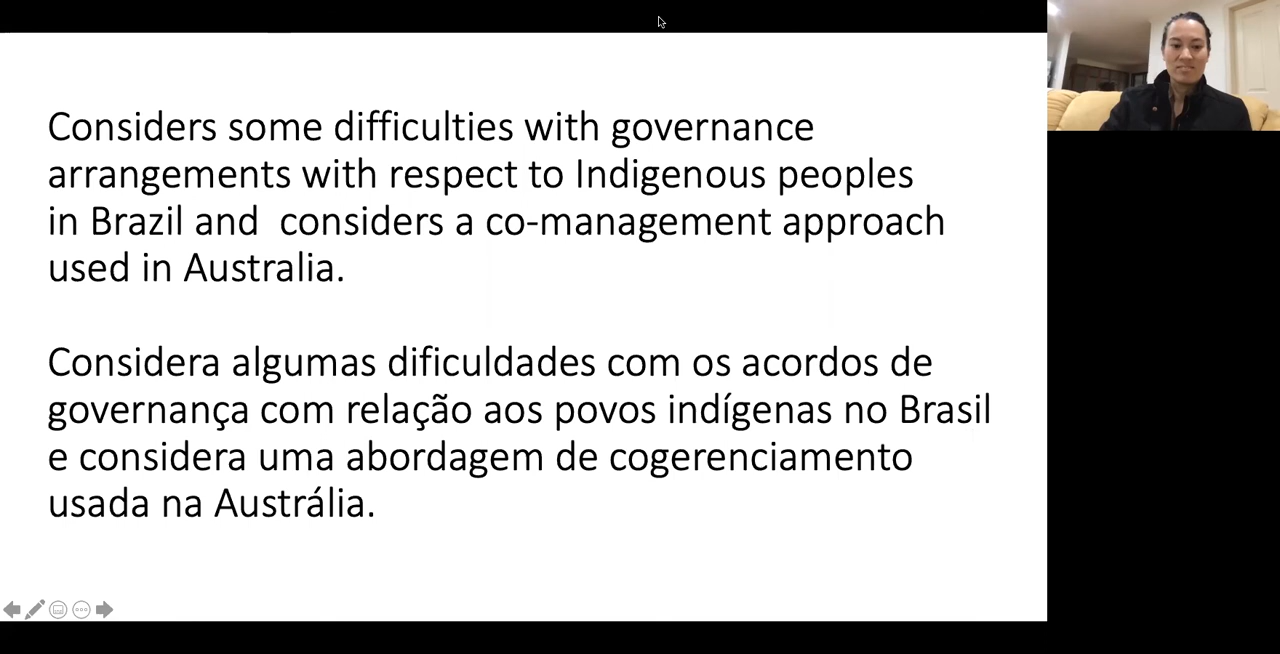 Considers some difficulties with governance
arrangements with respect to Indigenous peoples
in Brazil and  considers a co-management approach
used in Australia.
Considera algumas dificuldades com os acordos de
governança com relação aos povos indígenas no Brasil
e considera uma abordagem de cogerenciamento
usada na Austrália.